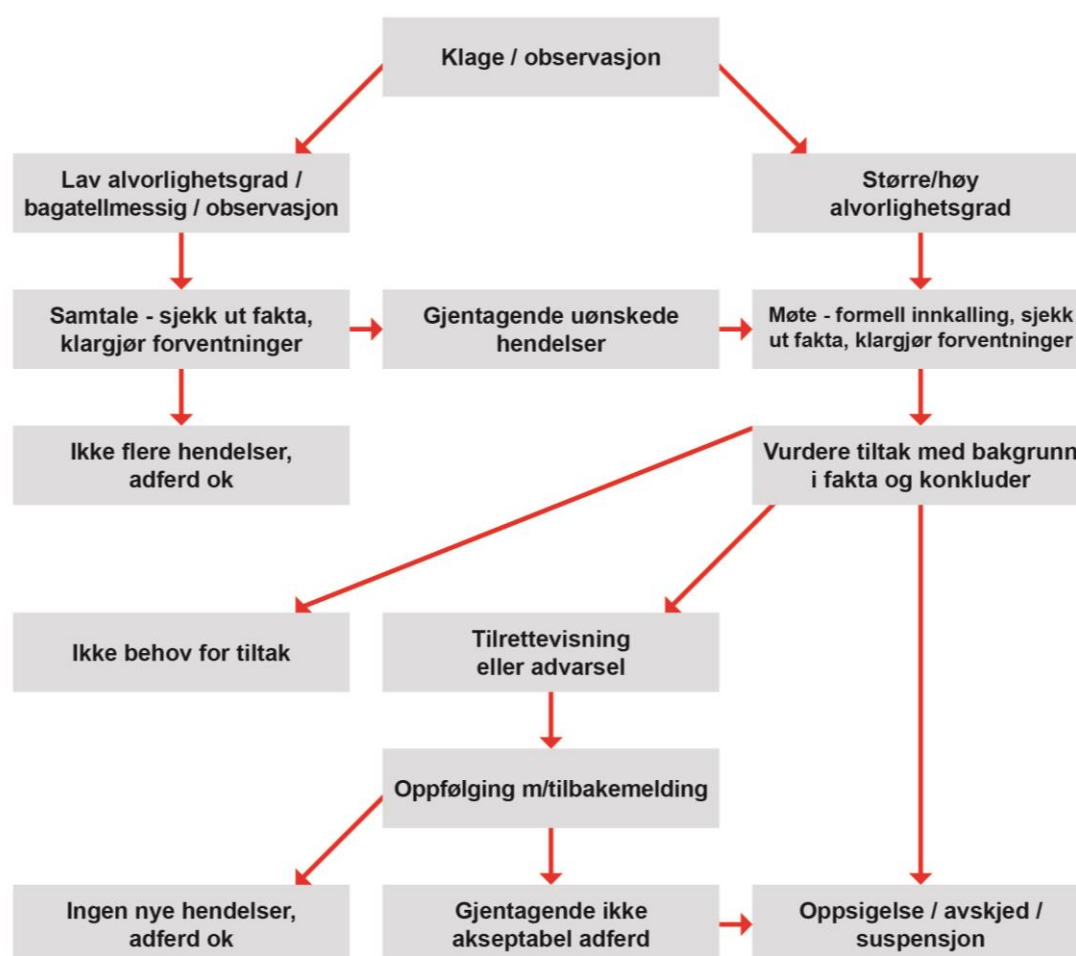 Klage / observasjon
Lav alvorlighetsgrad /
bagatellmessig / observasjon
Større/høy
alvorlighetsgrad
Samtale - sjekk ut fakta,
klargjør forventninger
Gjentagende uønskede
hendelser
Møte - formell innkalling, sjekk
ut fakta, klargjør forventninger
Ikke flere hendelser,
adferd ok
Vurdere tiltak med bakgrunn
i fakta og konkluder
Ikke behov for tiltak
Tilrettevisning
eller advarsel
Oppfølging m/tilbakemelding
Ingen nye hendelser,
adferd ok
Gjentagende ikke
akseptabel adferd
Oppsigelse / avskjed /
suspensjon